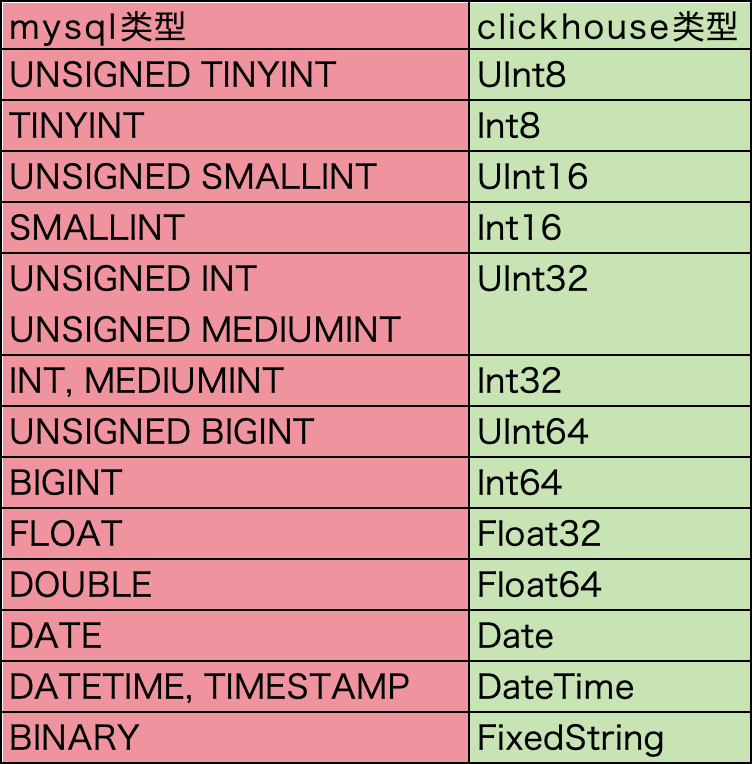 mysql类型 clickhouse类型
UNSIGNED TINYINT UInt8
TINYINT Int8
UNSIGNED SMALLINT UInt16
SMALLINT Int16
UNSIGNED INT UInt32
UNSIGNED MEDIUMINT
INT, MEDIUMINT Int32
UNSIGNED BIGINT UInt64
BIGINT Int64
FLOAT Float32
DOUBLE Float64
DATE Date
DATETIME, TIMESTAMP DateTime
BINARY FixedString